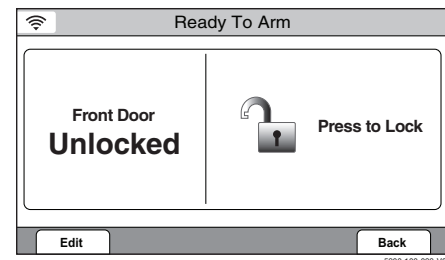 Ready To Arm
Front Door
Unlocked
Press to Lock
Edit
Back